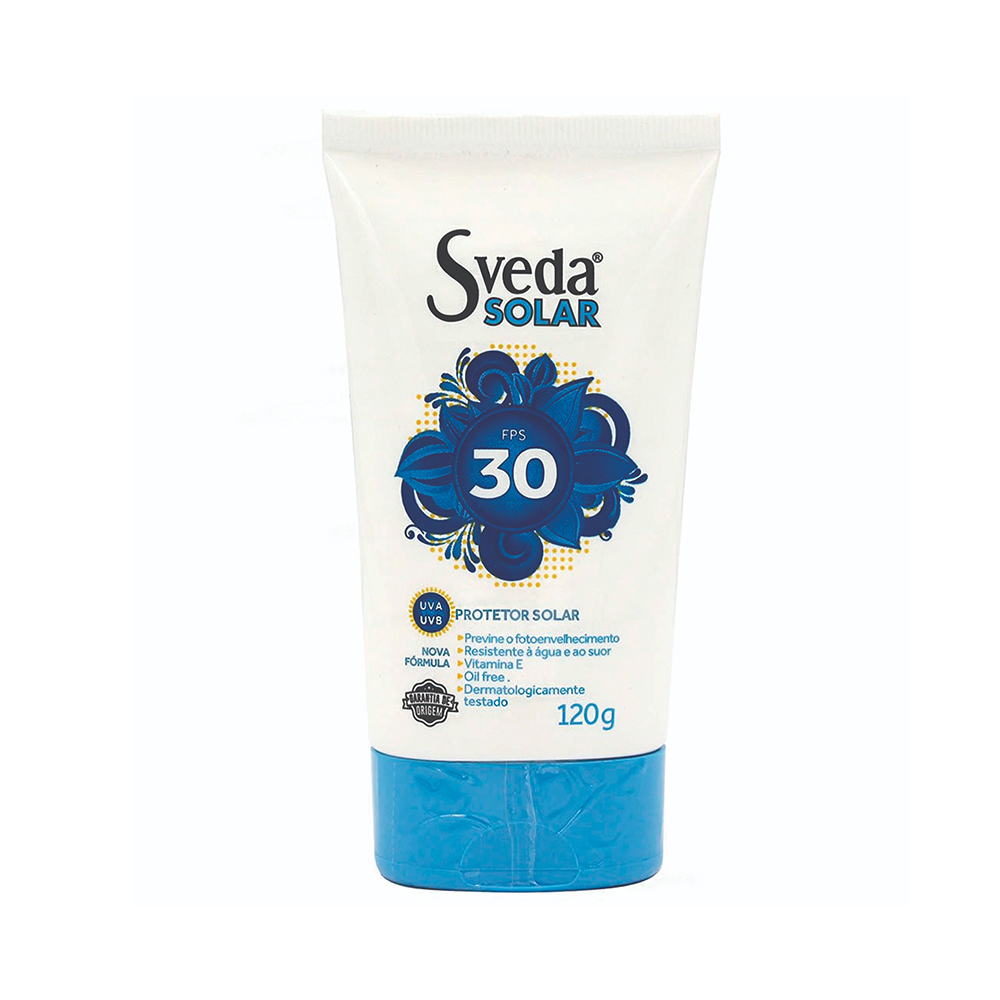 Sveda®
SOLAR
FPS
30
UVA
UVB
PROTETOR SOLAR
Previne o fotoenvelhecimento
Resistente à água e ao suor
Vitamina E
Oil free .
Dermatologicamente
testado
NOVA
FÓRMULA
GARANTIA DE
ORIGEM
120g